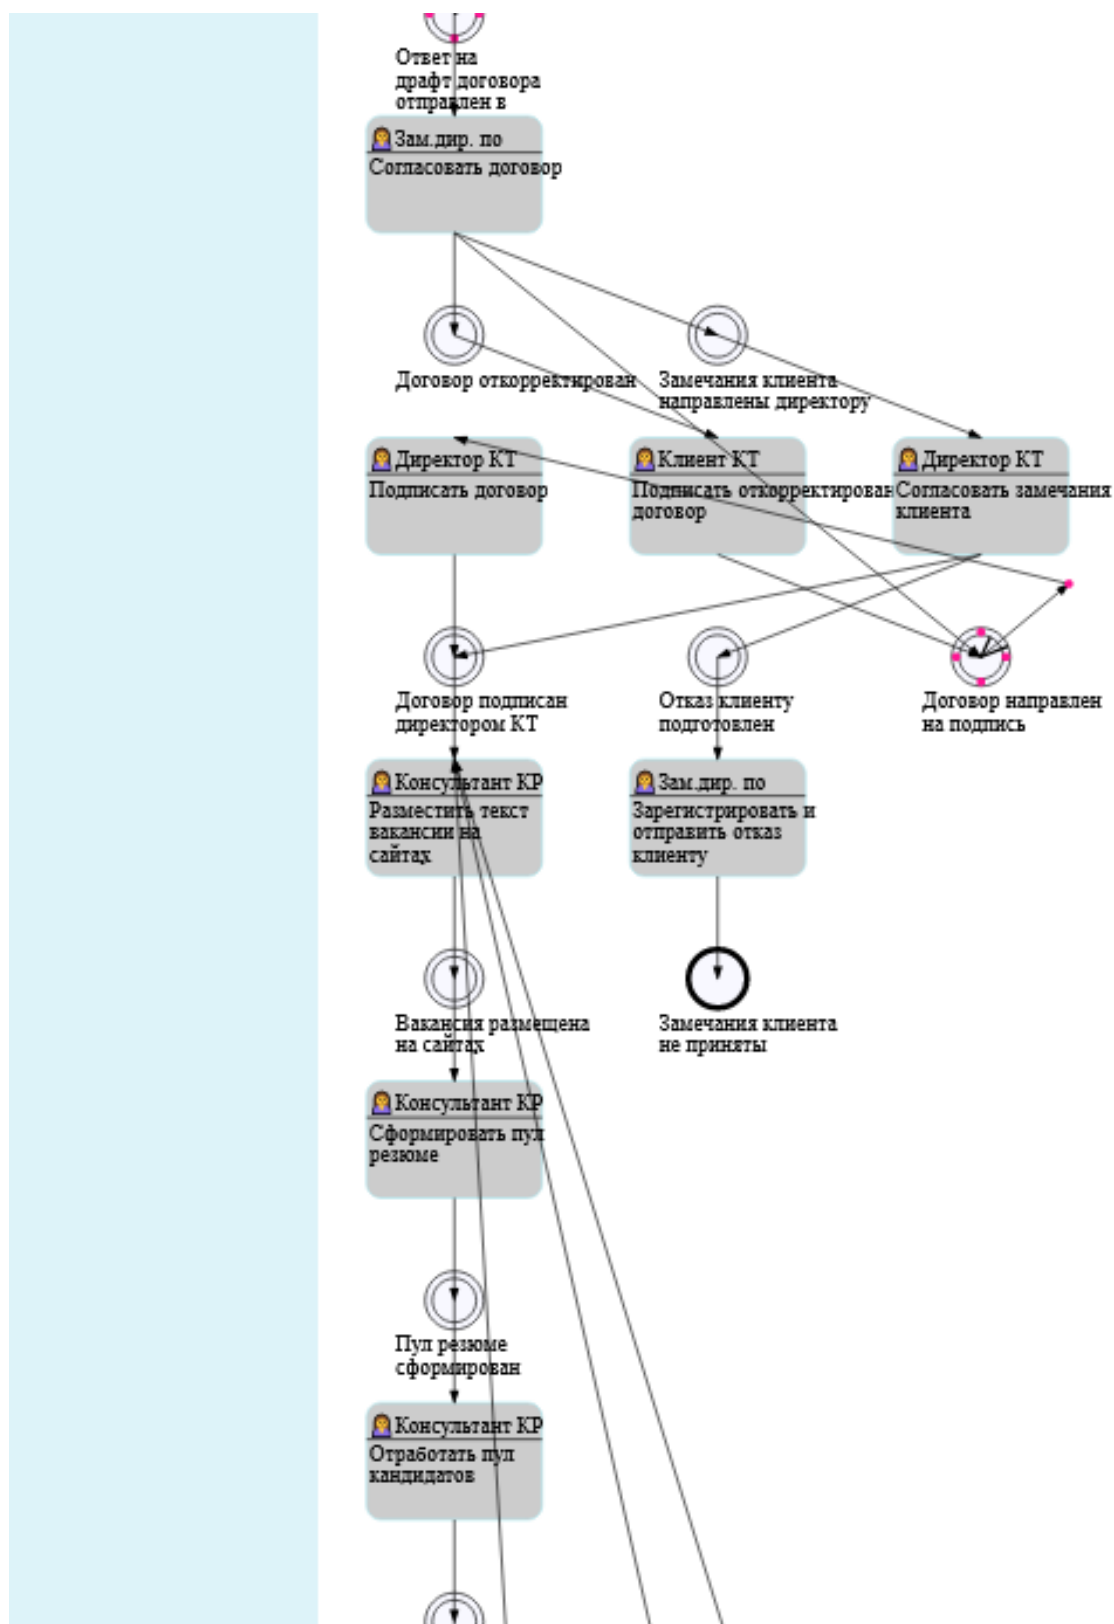 Ответ на
драфт договора
отправлен в
Зам.дир. по
Согласовать договор
Договор откорректирован
Замечания клиента
направлены директору
Директор КТ
Подписать договор
Клиент КТ
Подписать откорректирован
договор
Директор КТ
Согласовать замечания
клиента
Договор подписан
директором КТ
Отказ клиенту
подготовлен
Договор направлен
на подпись
Консультант КР
Разместить текст
вакансии на
сайтах
Зам.дир. по
Зарегистрировать и
отправить отказ
клиенту
Вакансия размещена
на сайтах
Замечания клиента
не приняты
Консультант КР
Сформировать пул
резюме
Пул резюме
сформирован
Консультант КР
Отработать пул
кандидатов